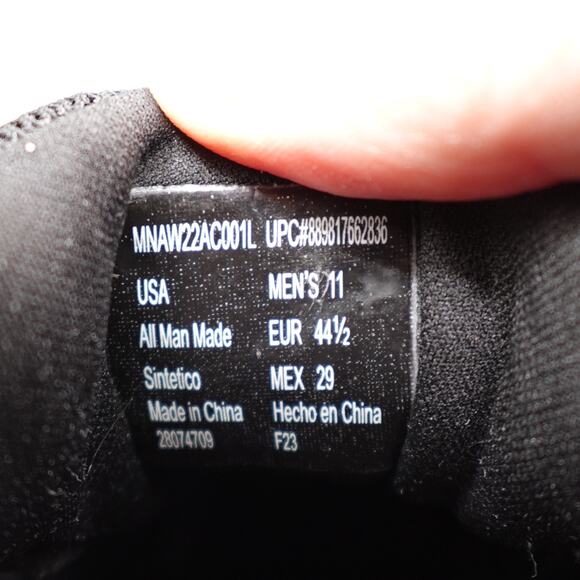 MNAW22AC001L UPC#889817662836
USA MEN'S 11
All Man Made EUR 44½
Sintetico MEX 29
Made in China Hecho en China
28074709 F23